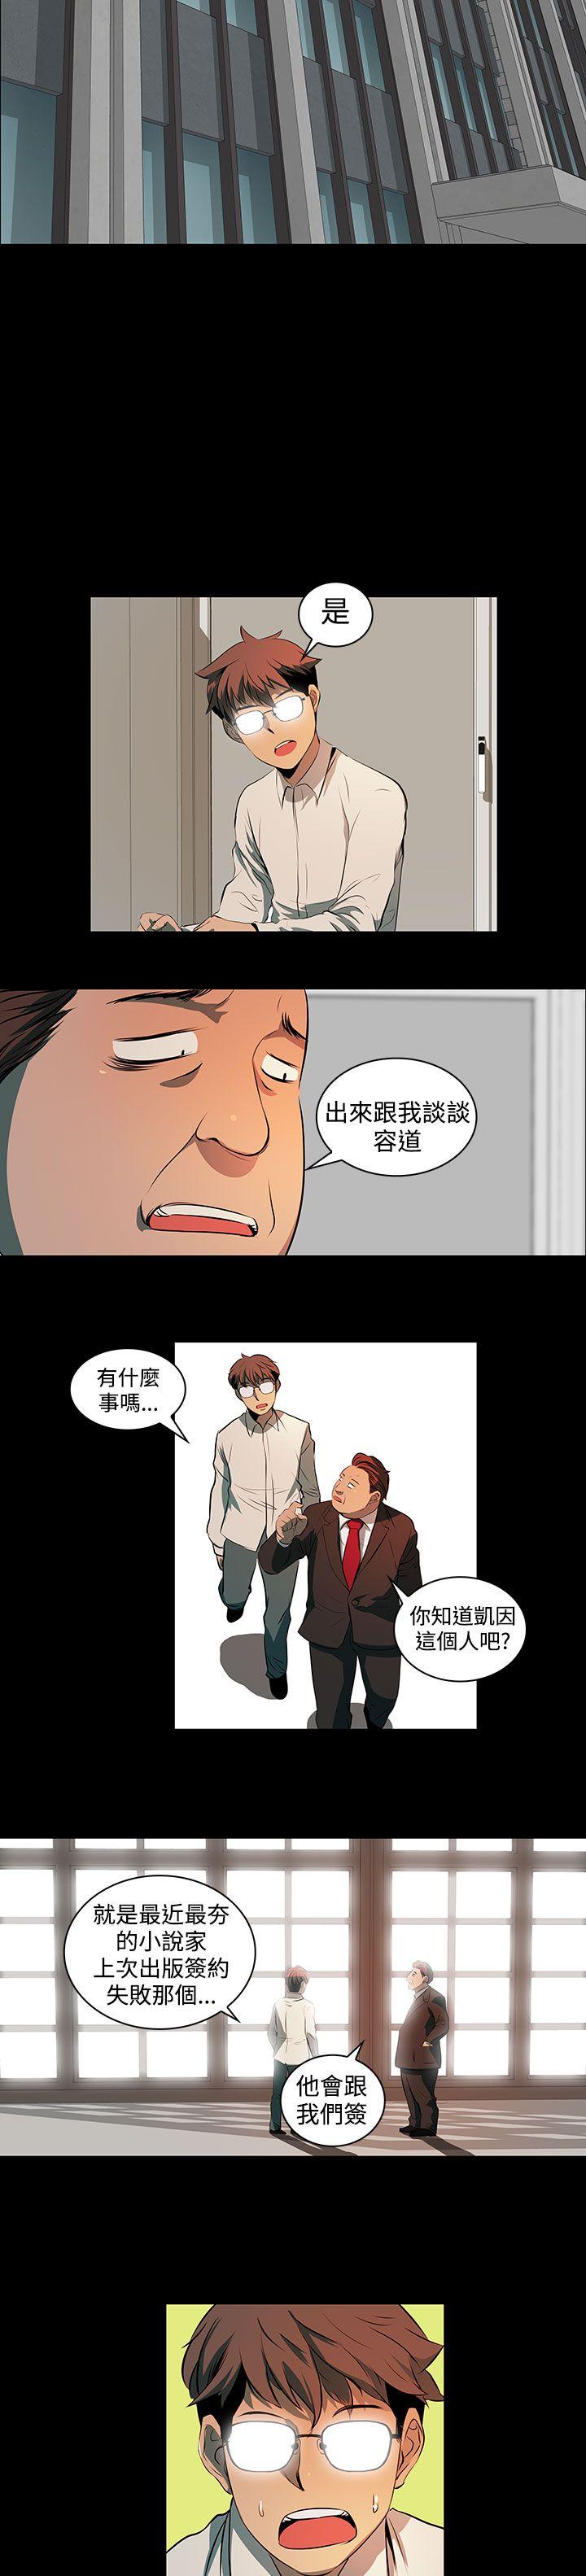 是
出來跟我談談
容道
有什麼
事嗎...
你知道凱因
這個人吧?
就是最近最夯
的小說家
上次出版簽約
失敗那個...
他會跟
我們簽